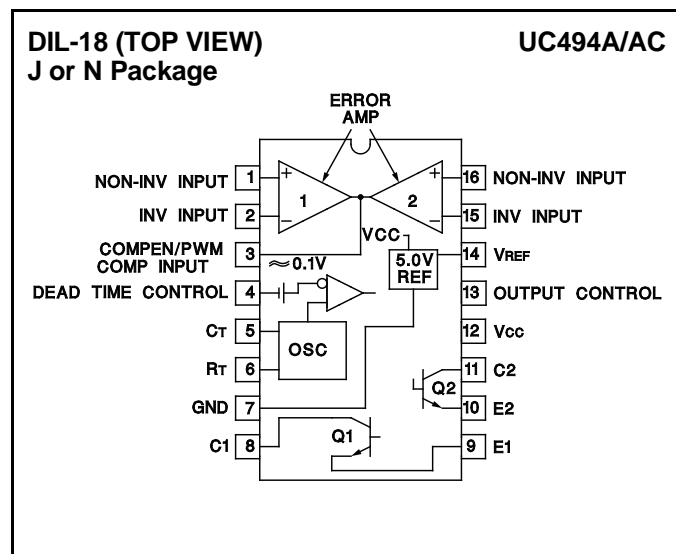 DIL-18 (TOP VIEW) UC494A/AC
J or N Package
ERROR
AMP
NON-INV INPUT 1 + 1 2 + 16 NON-INV INPUT
INV INPUT 2 − − 15 INV INPUT
COMPEN/PWM
COMP INPUT 3
≈0.1V
VCC
5.0V
REF
14 VREF
DEAD TIME CONTROL 4
13 OUTPUT CONTROL
CT 5
OSC
12 VCC
RT 6
11 C2
Q2
GND 7
10 E2
C1 8
Q1
9 E1